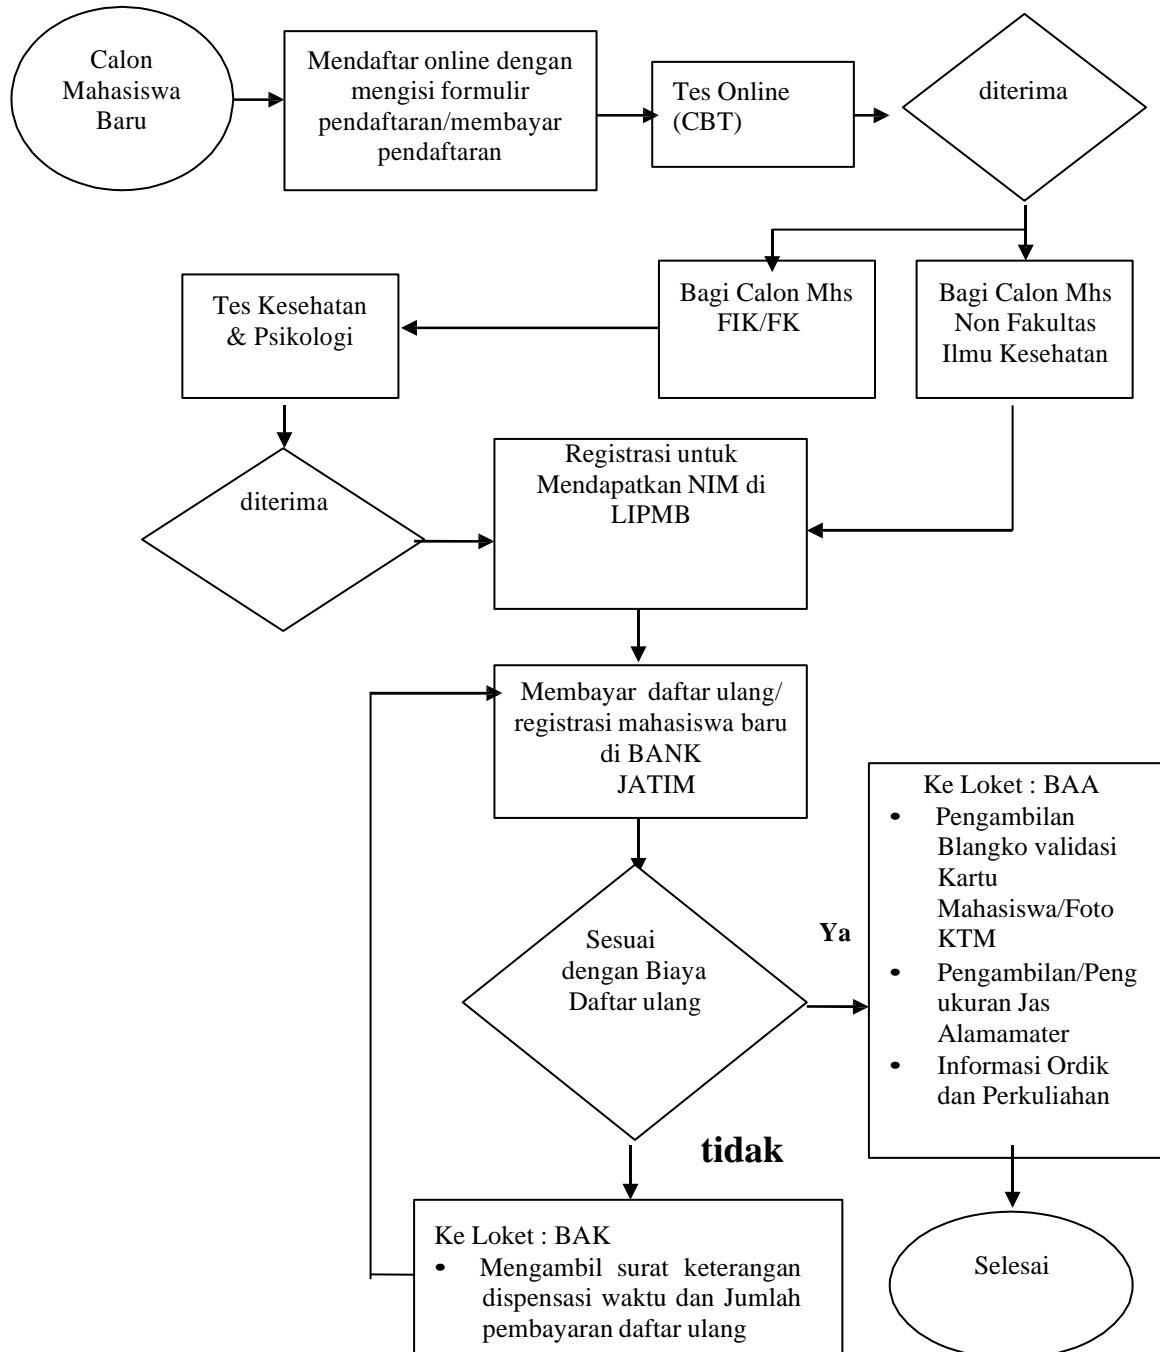 Calon
Mahasiswa
Baru
Mendaftar online dengan
mengisi formulir
pendaftaran/membayar
pendaftaran
Tes Online
(CBT)
diterima
Tes Kesehatan
& Psikologi
Bagi Calon Mhs
FIK/FK
Bagi Calon Mhs
Non Fakultas
Ilmu Kesehatan
diterima
Registrasi untuk
Mendapatkan NIM di
LIPMB
Membayar daftar ulang/
registrasi mahasiswa baru
di BANK
JATIM
Sesuai
dengan Biaya
Daftar ulang
Ya
Ke Loket : BAA
• Pengambilan
Blangko validasi
Kartu
Mahasiswa/Foto
KTM
• Pengambilan/Peng
ukuran Jas
Alamamater
• Informasi Ordik
dan Perkuliahan
tidak
Ke Loket : BAK
• Mengambil surat keterangan
dispensasi waktu dan Jumlah
pembayaran daftar ulang
Selesai